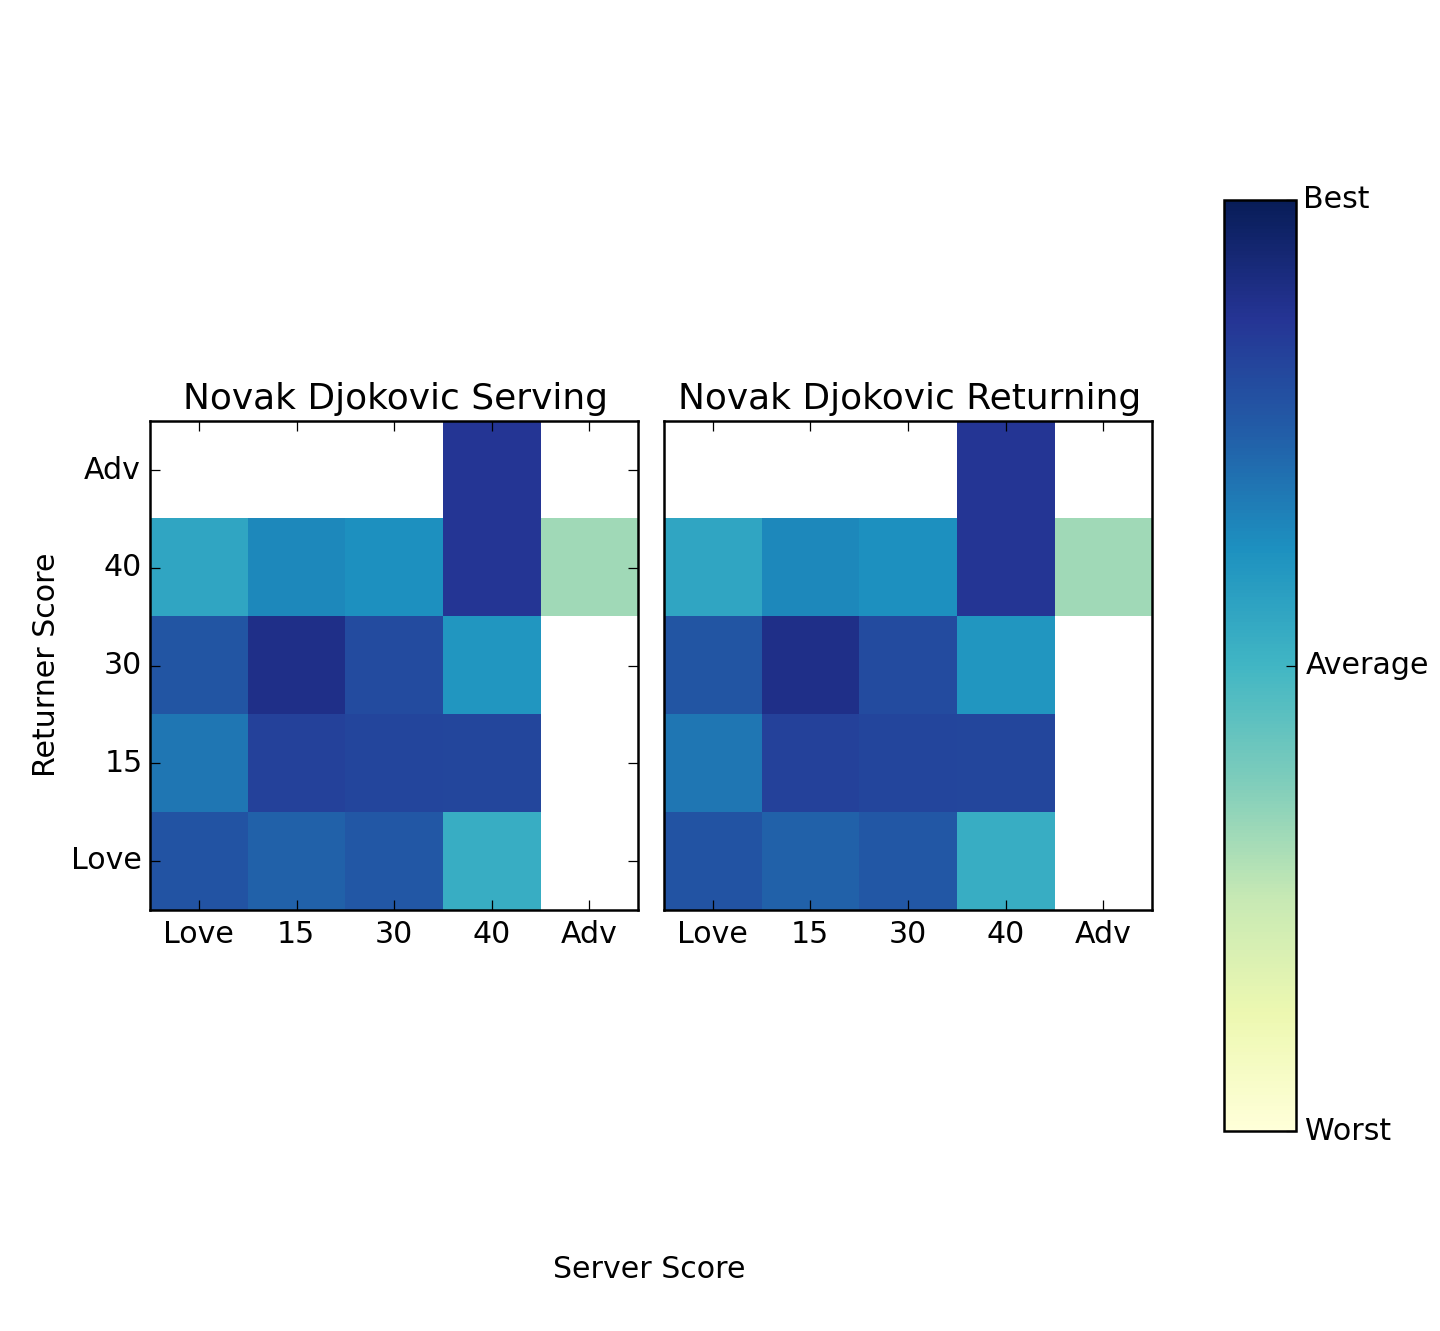 Best
Novak Djokovic Serving
Novak Djokovic Returning
Adv
40
30
15
Love
Returner Score
Love 15 30 40 Adv
Love 15 30 40 Adv
Average
Worst
Server Score